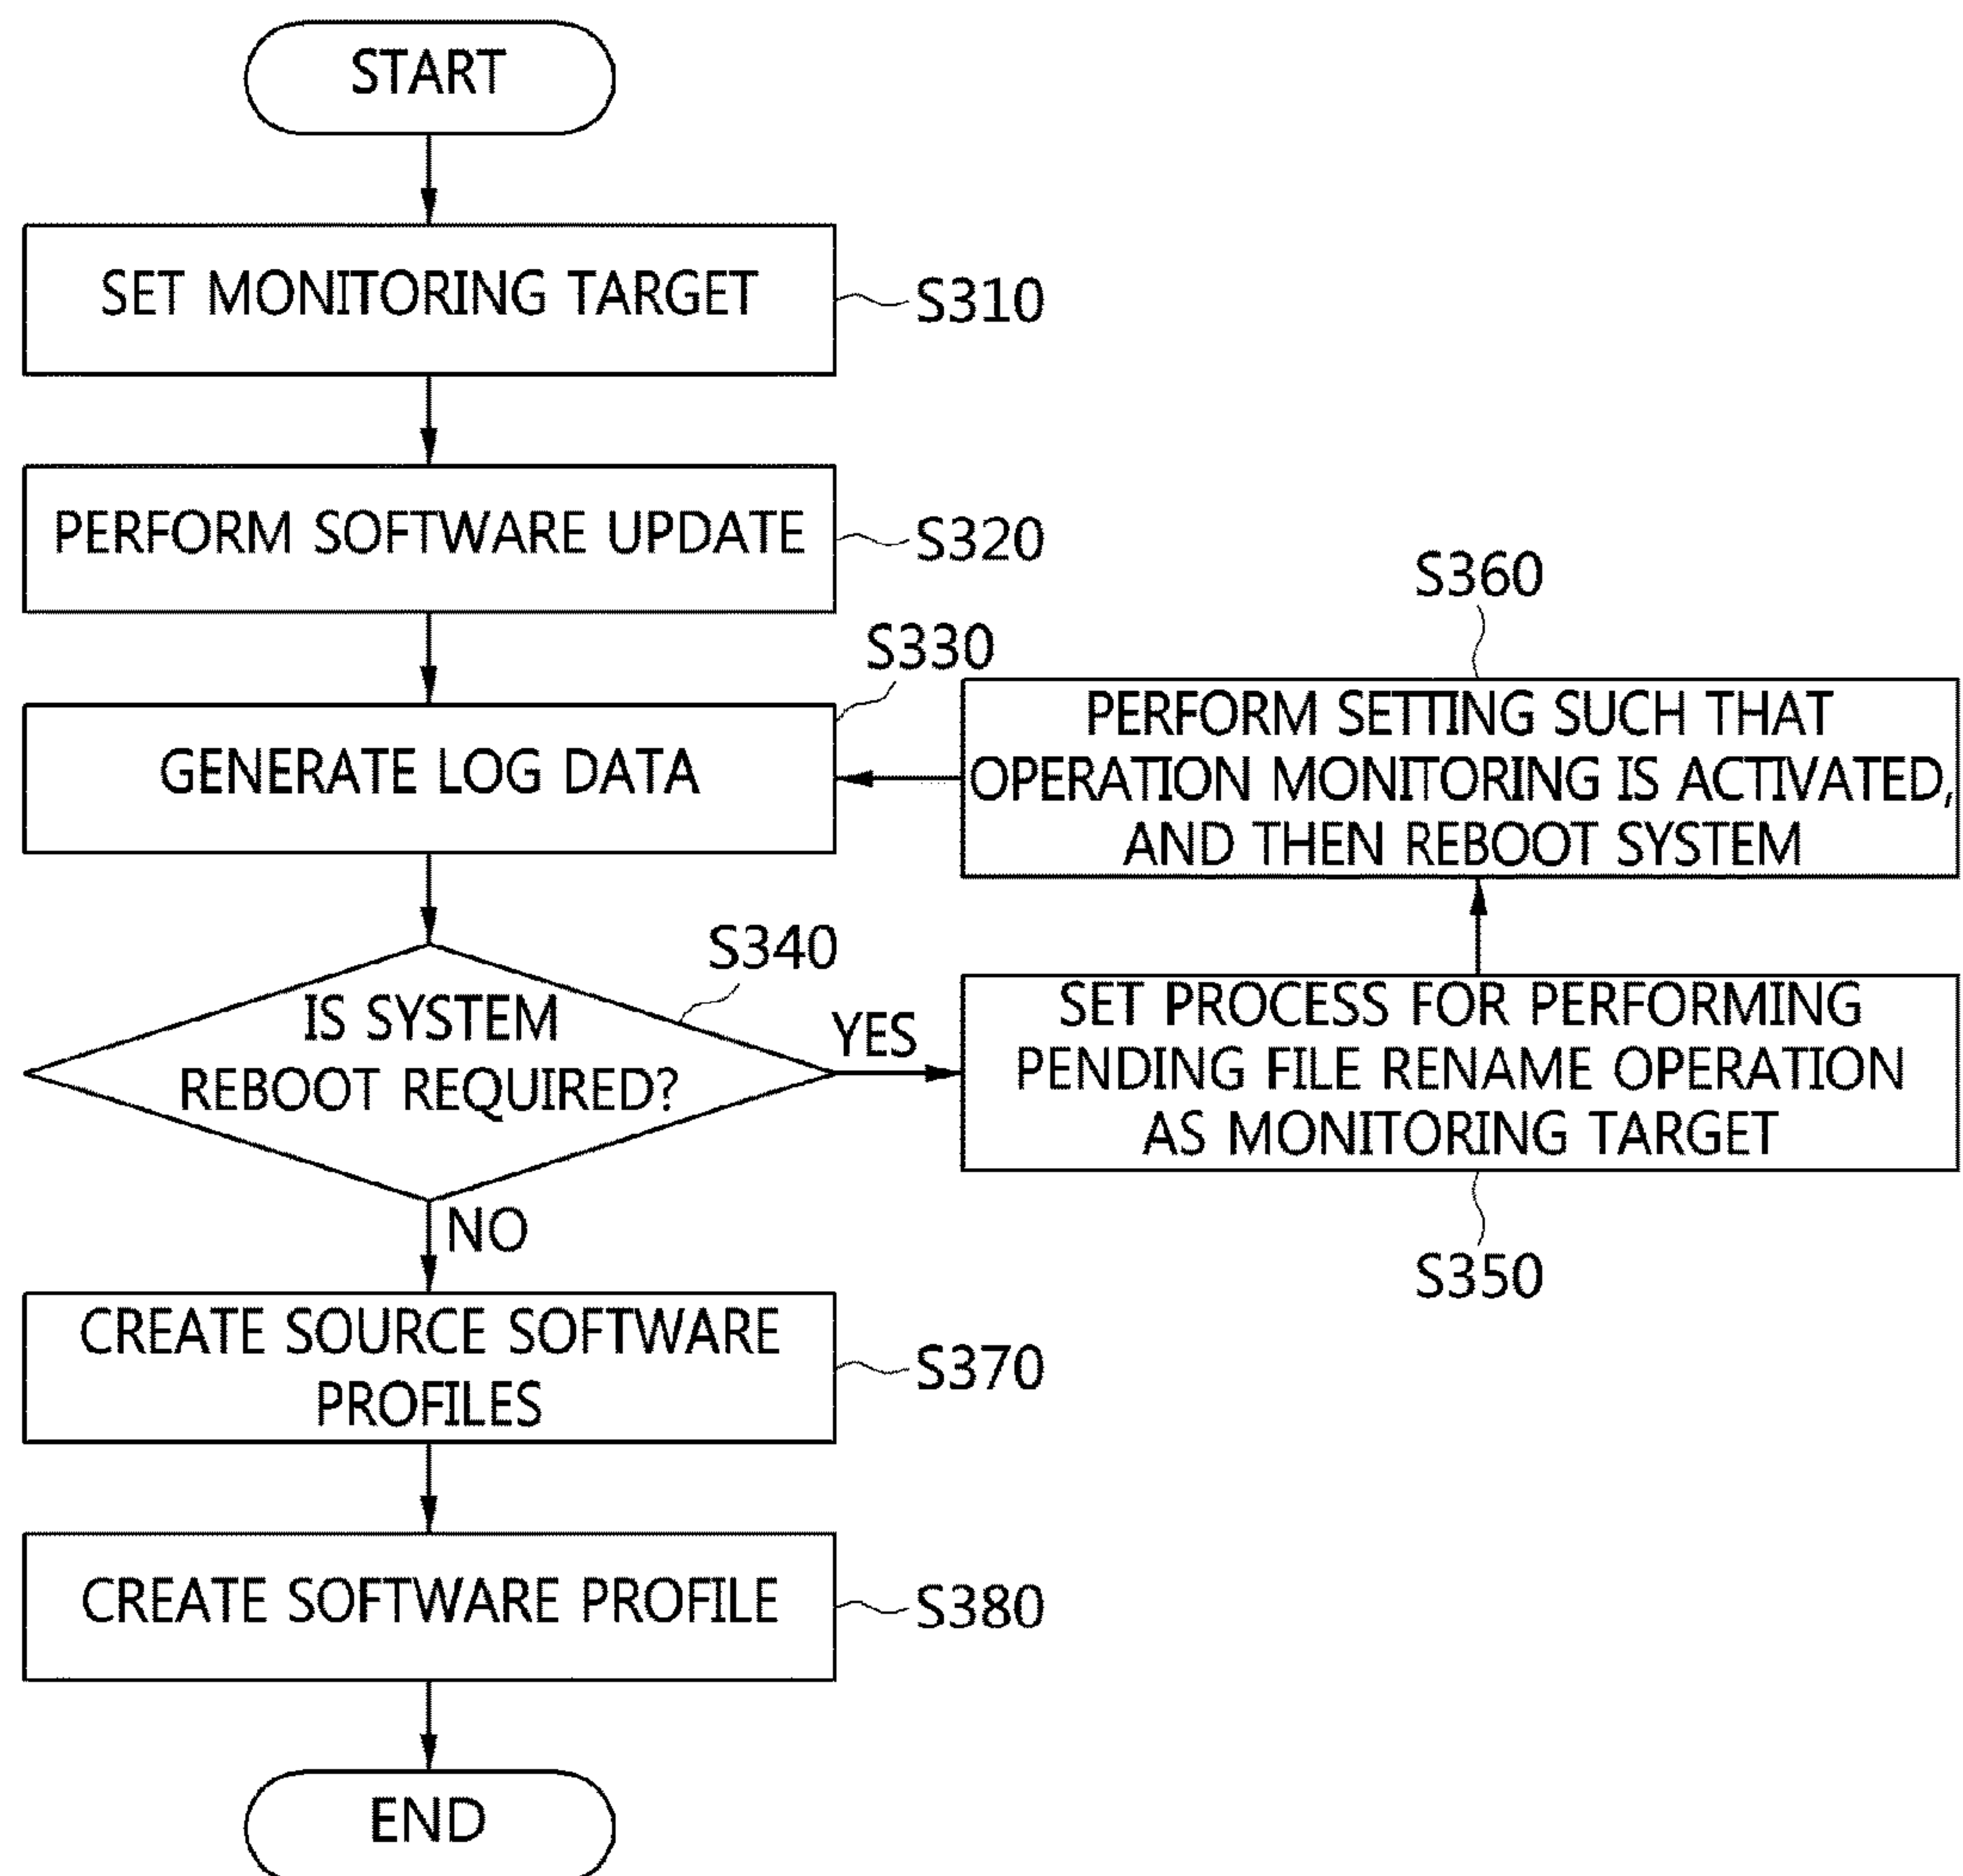 START
SET MONITORING TARGET
S310
PERFORM SOFTWARE UPDATE
S320
GENERATE LOG DATA
S330
IS SYSTEM
REBOOT REQUIRED?
S340
YES
SET PROCESS FOR PERFORMING
PENDING FILE RENAME OPERATION
AS MONITORING TARGET
S350
PERFORM SETTING SUCH THAT
OPERATION MONITORING IS ACTIVATED,
AND THEN REBOOT SYSTEM
S360
NO
CREATE SOURCE SOFTWARE
PROFILES
S370
CREATE SOFTWARE PROFILE
S380
END